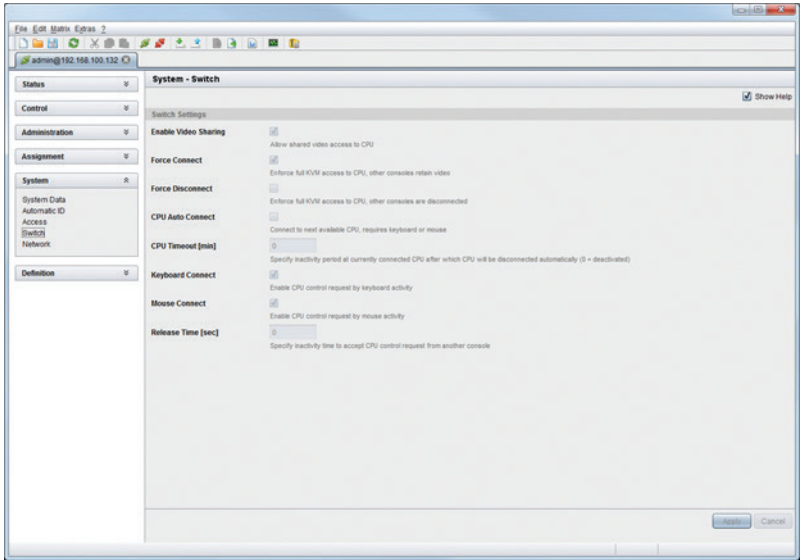 File Edit Matrix Extras ?
admin@192.168.100.132
Status
Control
Administration
Assignment
System
System Data
Automatic ID
Access
Switch
Network
Definition
System - Switch
Show Help
Switch Settings
Enable Video Sharing
Allow shared video access to CPU
Force Connect
Enforce full KVM access to CPU, other consoles retain video
Force Disconnect
Enforce full KVM access to CPU, other consoles are disconnected
CPU Auto Connect
Connect to next available CPU, requires keyboard or mouse
CPU Timeout [min]
0
Specify inactivity period at currently connected CPU after which CPU will be disconnected automatically (0 = deactivated)
Keyboard Connect
Enable CPU control request by keyboard activity
Mouse Connect
Enable CPU control request by mouse activity
Release Time [sec]
0
Specify inactivity time to accept CPU control request from another console
Apply Cancel